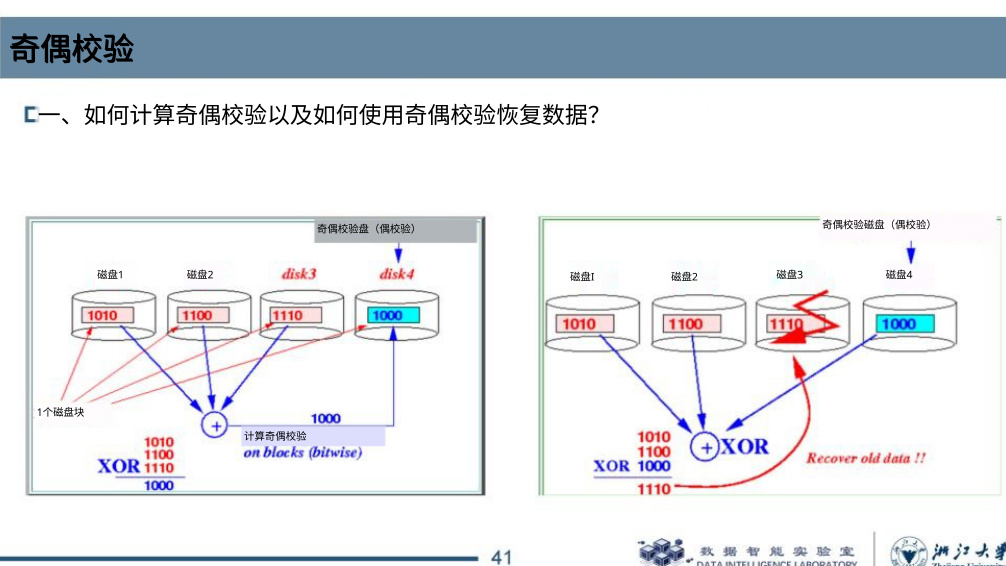 奇偶校验
一、如何计算奇偶校验以及如何使用奇偶校验恢复数据?
奇偶校验盘（偶校验）
磁盘1 磁盘2 disk3 disk4
1010 1100 1110 1000
1个磁盘块
+
1000
计算奇偶校验
on blocks (bitwise)
1010
1100
XOR 1110
1000
奇偶校验磁盘（偶校验）
磁盘I 磁盘2 磁盘3 磁盘4
1010 1100 1110 1000
+ XOR
1010
1100
XOR 1000
1110
Recover old data !!
41
数据智能实验室
DATA INTELLIGENCE LABORATORY
浙江大学
Zhejiang University